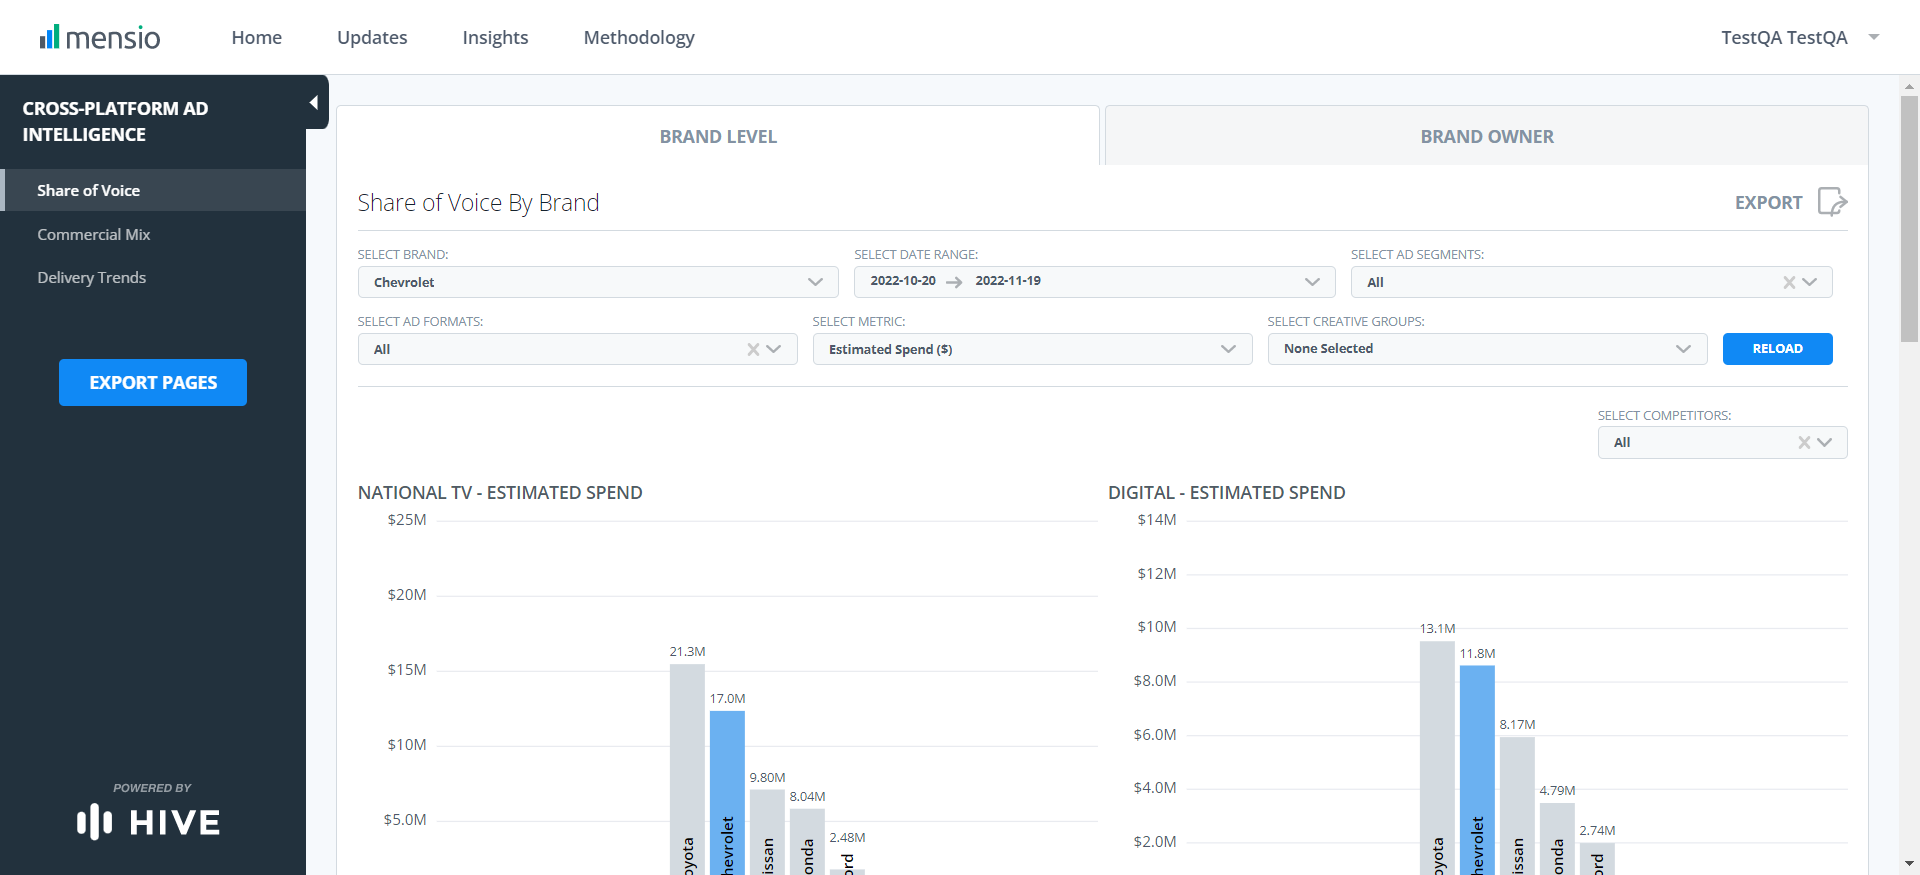 mensio
Home
Updates
Insights
Methodology
TestQA TestQA
CROSS-PLATFORM AD
INTELLIGENCE
Share of Voice
Commercial Mix
Delivery Trends
EXPORT PAGES
POWERED BY
HIVE
BRAND LEVEL
BRAND OWNER
Share of Voice By Brand
EXPORT
SELECT BRAND:
Chevrolet
SELECT DATE RANGE:
2022-10-20
2022-11-19
SELECT AD SEGMENTS:
All
SELECT AD FORMATS:
All
SELECT METRIC:
Estimated Spend ($)
SELECT CREATIVE GROUPS:
None Selected
RELOAD
SELECT COMPETITORS:
All
NATIONAL TV - ESTIMATED SPEND
$25M
$20M
$15M
$10M
$5.0M
21.3M
17.0M
9.80M
8.04M
2.48M
oyota
hevrolet
issan
onda
ord
DIGITAL - ESTIMATED SPEND
$14M
$12M
$10M
$8.0M
$6.0M
$4.0M
$2.0M
13.1M
11.8M
8.17M
4.79M
2.74M
oyota
hevrolet
issan
onda
ord